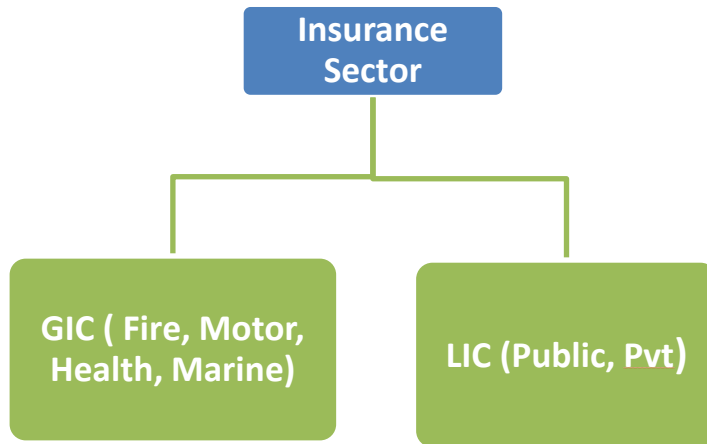 Insurance
Sector
GIC ( Fire, Motor,
Health, Marine)
LIC (Public, Pvt)